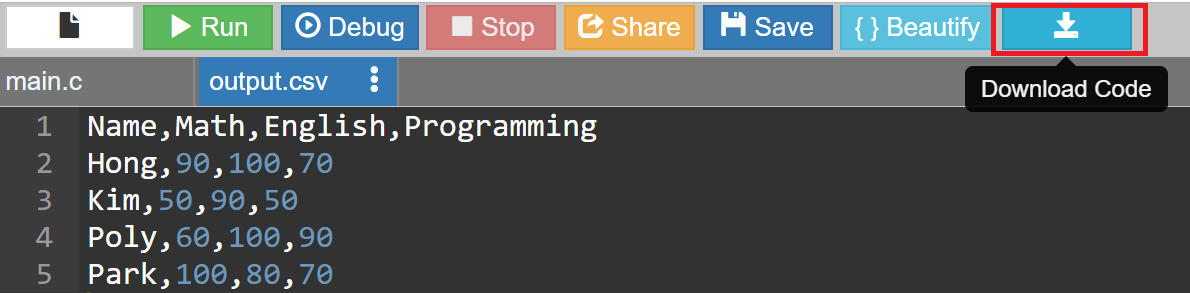 Run Debug Stop Share Save { } Beautify
main.c output.csv
Download Code
1 Name,Math,English,Programming
2 Hong,90,100,70
3 Kim,50,90,50
4 Poly,60,100,90
5 Park,100,80,70